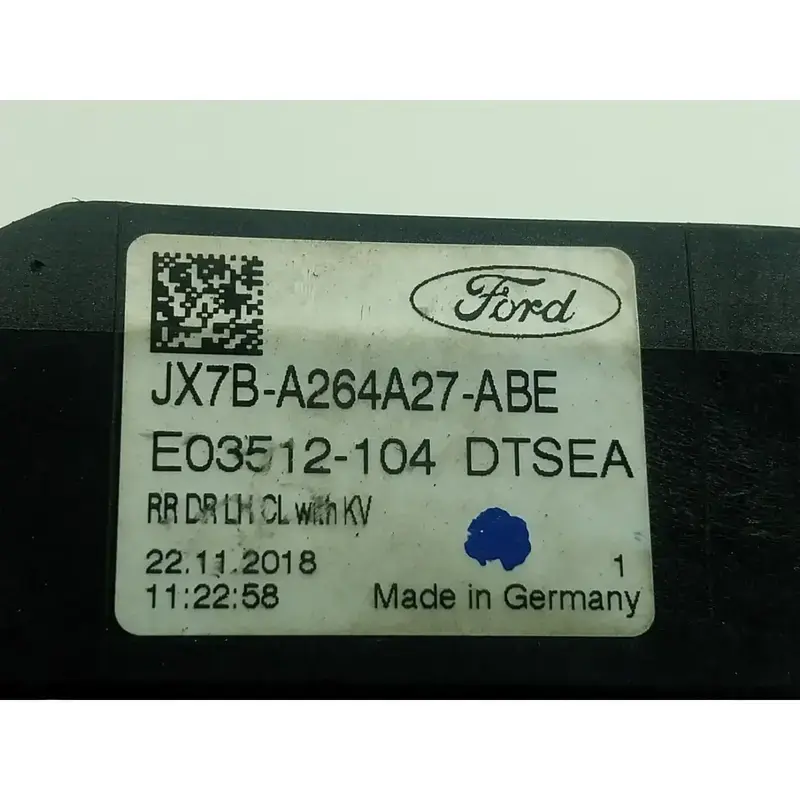 Ford
JX7B-A264A27-ABE
E03512-104 DTSEA
RR DR LH CL with KV
22.11.2018 1
11:22:58 Made in Germany